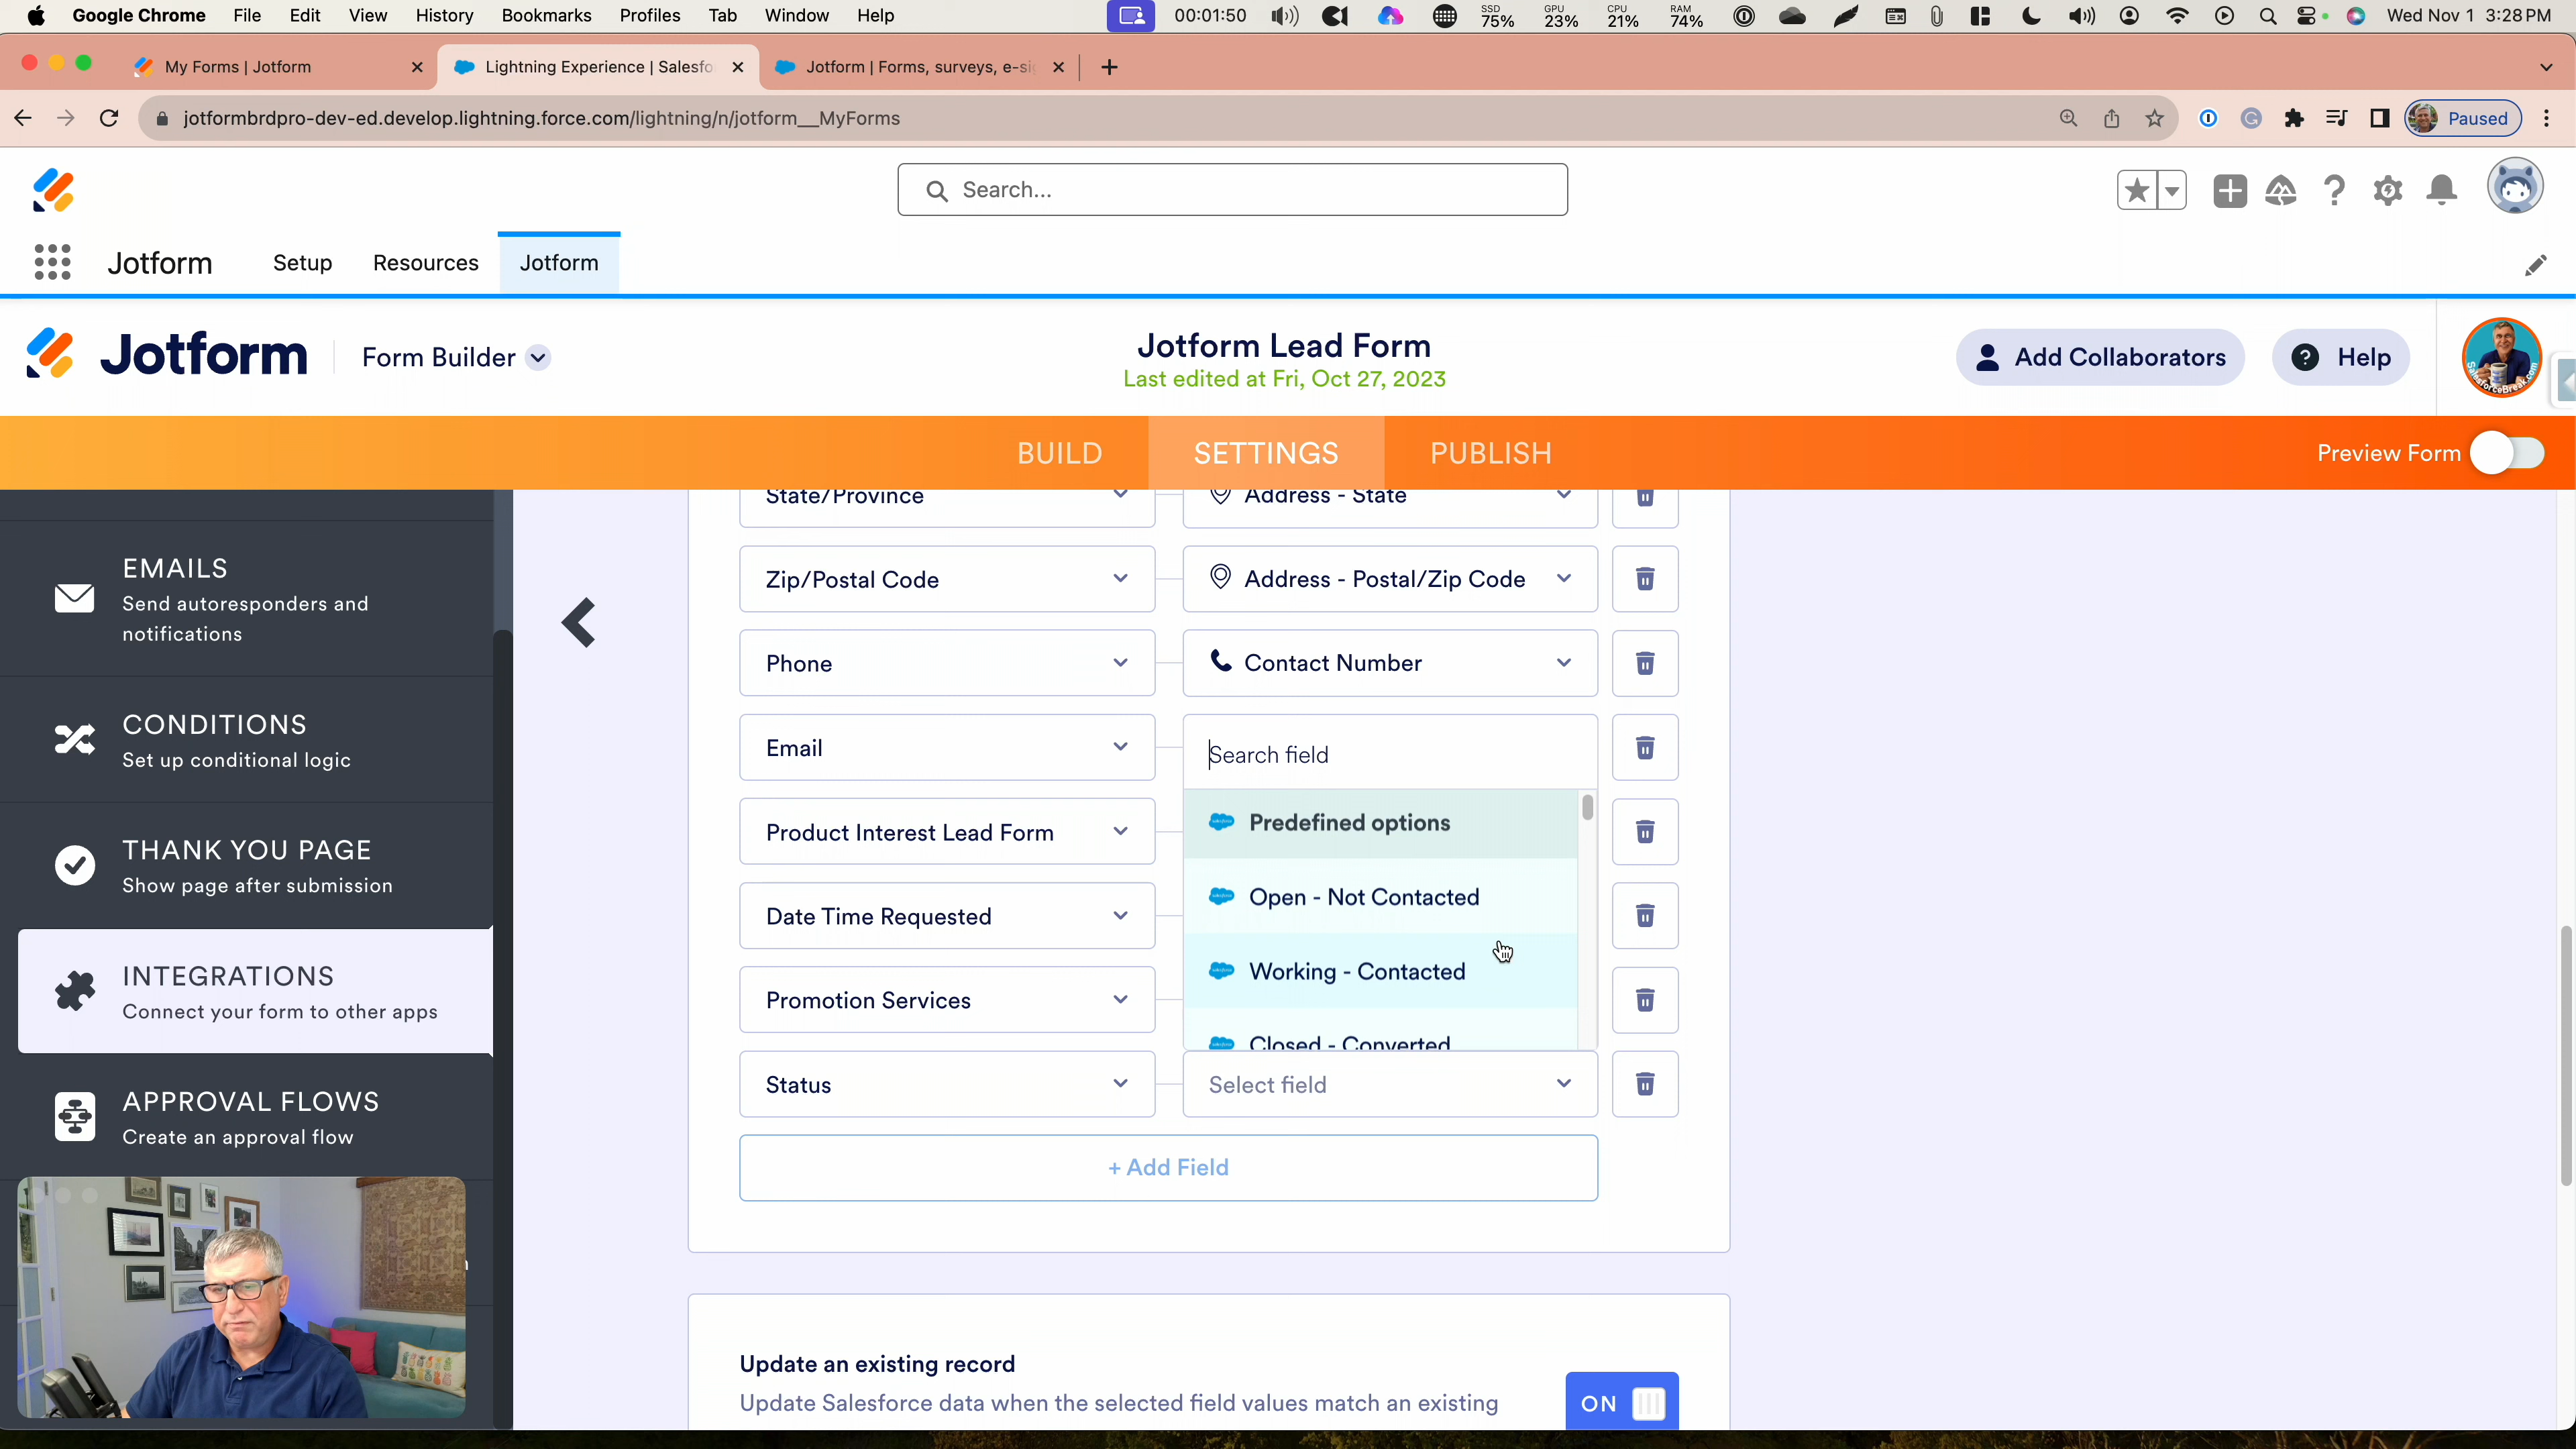 Google Chrome File Edit View History Bookmarks Profiles Tab Window Help 00:01:50 SSD 75% GPU 23% CPU 21% RAM 74% Wed Nov 1 3:28 PM
My Forms | Jotform Lightning Experience | Salesfo Jotform | Forms, surveys, e-si
jotformbrdpro-dev-ed.develop.lightning.force.com/lightning/n/jotform__MyForms Paused
Search...
Jotform Setup Resources Jotform
Jotform Form Builder Jotform Lead Form Add Collaborators Help
Last edited at Fri, Oct 27, 2023
SalesforceBreak.com
BUILD SETTINGS PUBLISH Preview Form
State/Province Address - State
EMAILS
Send autoresponders and
notifications
Zip/Postal Code Address - Postal/Zip Code
Phone Contact Number
CONDITIONS
Set up conditional logic
Email Search field
Predefined options
THANK YOU PAGE
Show page after submission
Product Interest Lead Form
Open - Not Contacted
Date Time Requested
INTEGRATIONS
Connect your form to other apps
Working - Contacted
Promotion Services
Closed - Converted
APPROVAL FLOWS
Create an approval flow
Status Select field
+ Add Field
Update an existing record
Update Salesforce data when the selected field values match an existing
ON